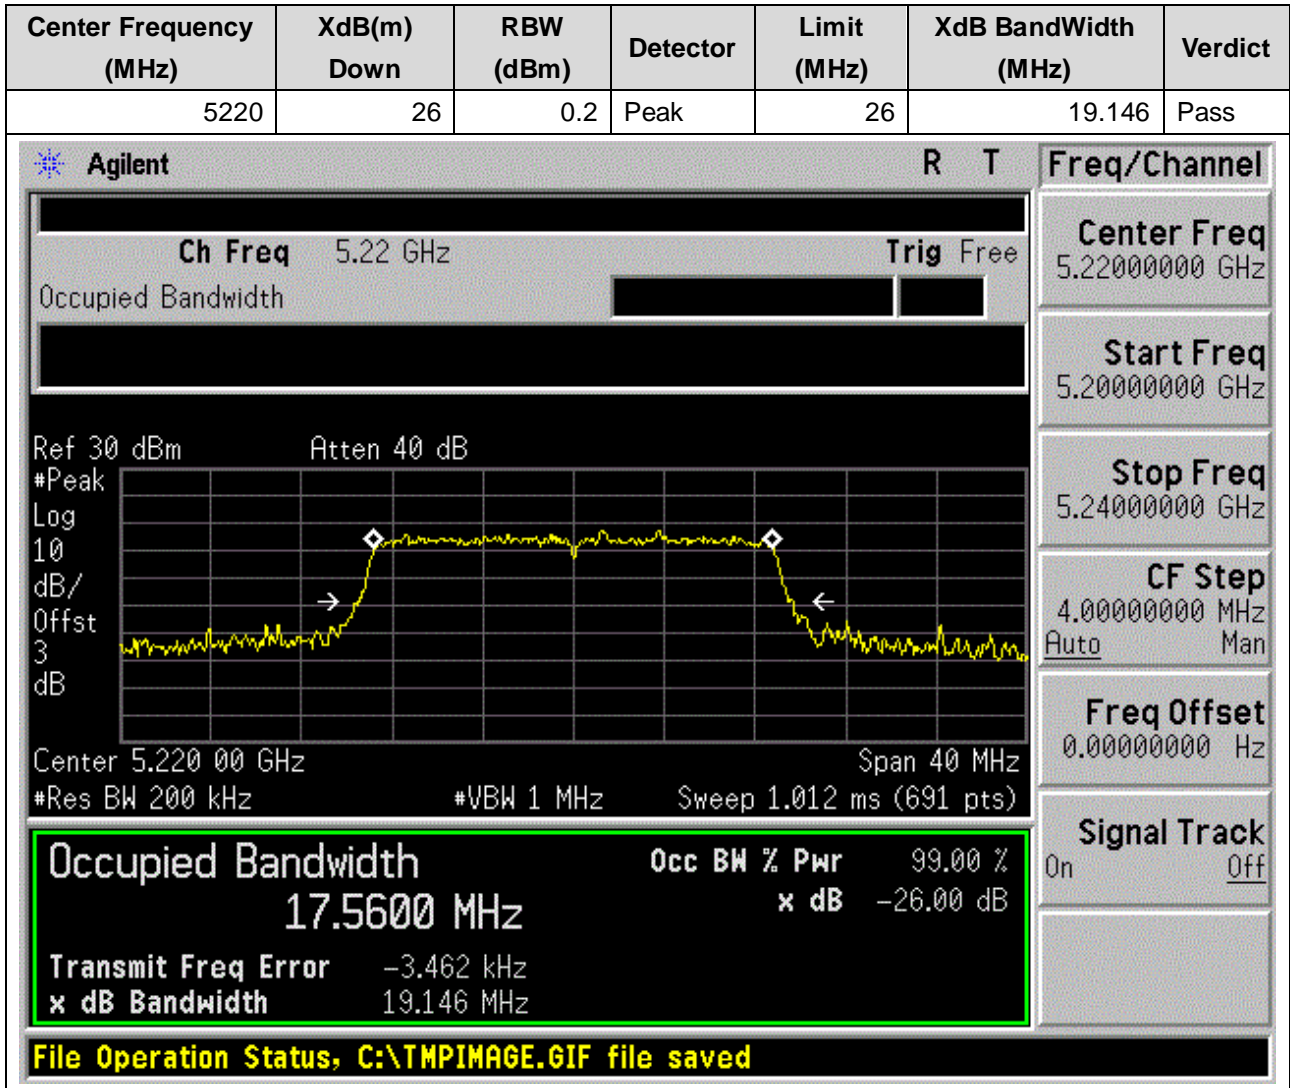 Center Frequency (MHz) XdB(m) Down RBW (dBm) Detector Limit (MHz) XdB BandWidth (MHz) Verdict
5220 26 0.2 Peak 26 19.146 Pass
Agilent R T Freq/Channel
Ch Freq 5.22 GHz Trig Free
Occupied Bandwidth
Center Freq
5.22000000 GHz
Start Freq
5.20000000 GHz
Stop Freq
5.24000000 GHz
CF Step
4.00000000 MHz
Auto Man
Freq Offset
0.00000000 Hz
Signal Track
On Off
Ref 30 dBm Atten 40 dB
#Peak
Log
10
dB/
Offst
3
dB
Center 5.220 00 GHz Span 40 MHz
#Res BW 200 kHz #VBW 1 MHz Sweep 1.012 ms (691 pts)
Occupied Bandwidth Occ BW % Pwr 99.00 %
17.5600 MHz x dB -26.00 dB
Transmit Freq Error -3.462 kHz
x dB Bandwidth 19.146 MHz
File Operation Status, C:\TMPIMAGE.GIF file saved